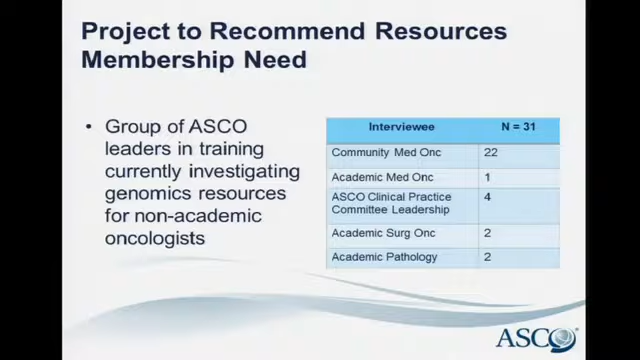 Project to Recommend Resources
Membership Need
• Group of ASCO
leaders in training
currently investigating
genomics resources
for non-academic
oncologists
Interviewee N = 31
Community Med Onc 22
Academic Med Onc 1
ASCO Clinical Practice
Committee Leadership 4
Academic Surg Onc 2
Academic Pathology 2
ASCO